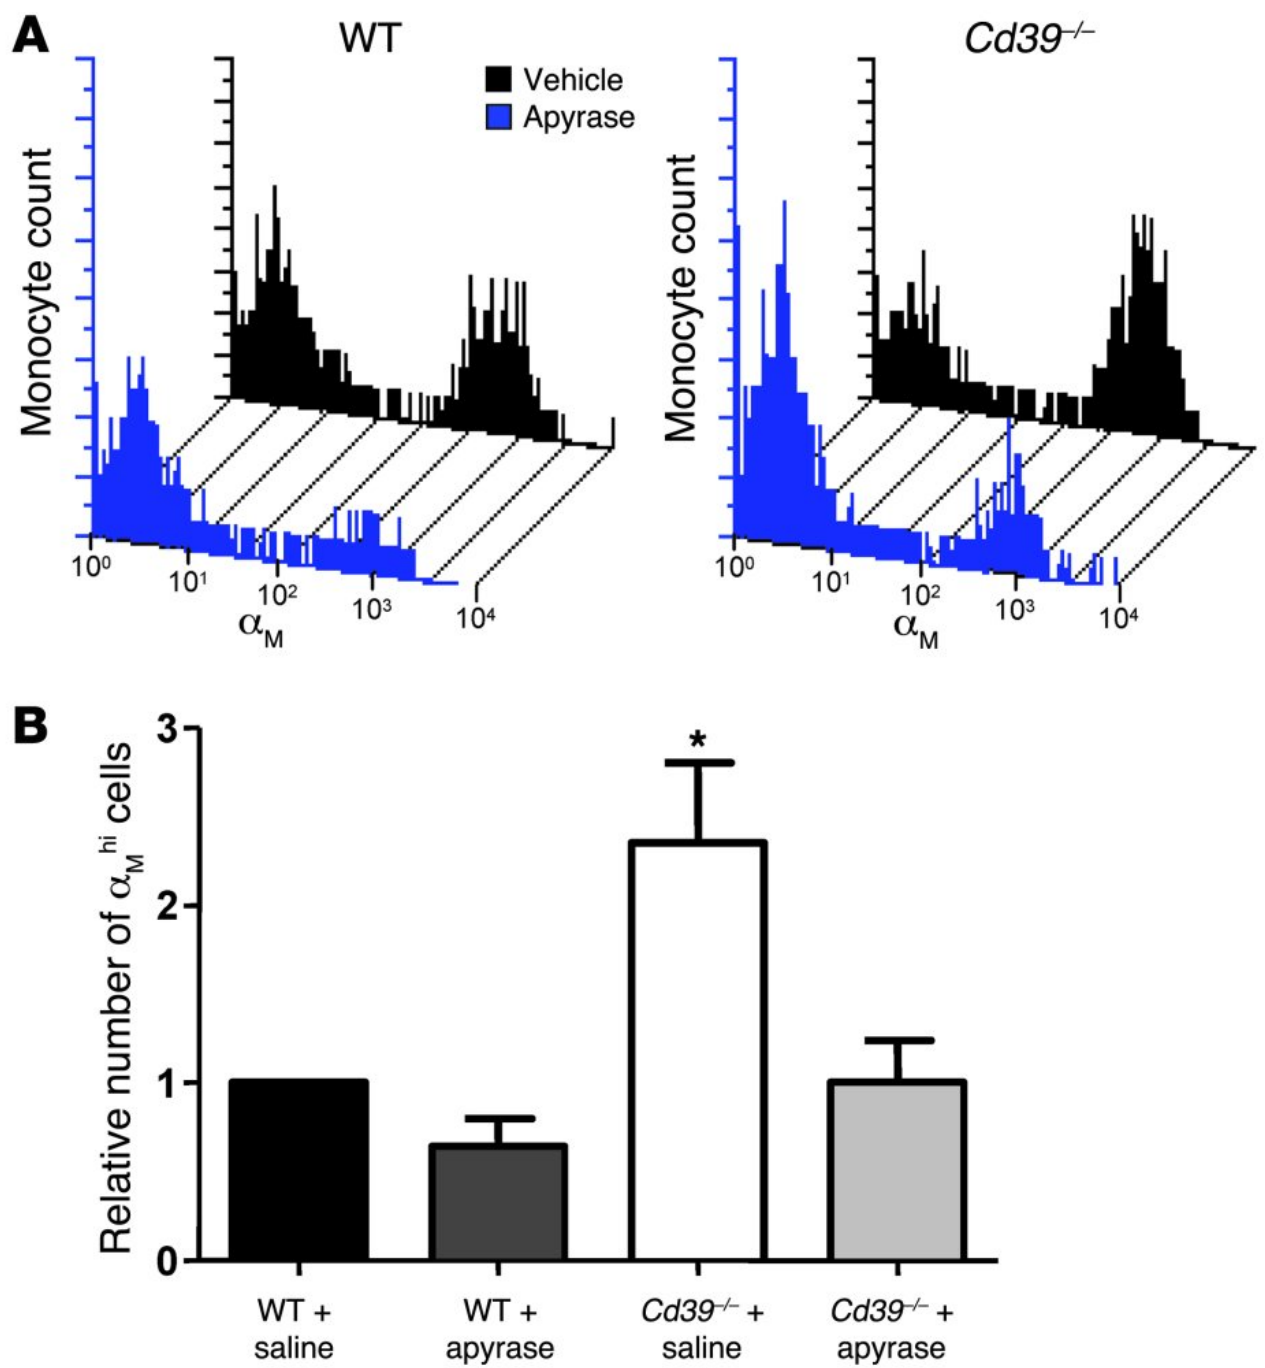 A
WT
Cd39⁻/⁻
Vehicle
Apyrase
Monocyte count
Monocyte count
10⁰
10¹
10²
10³
10⁴
αM
10⁰
10¹
10²
10³
10⁴
αM
B
Relative number of αMʰⁱ cells
3
2
1
0
*
WT +
saline
WT +
apyrase
Cd39⁻/⁻ +
saline
Cd39⁻/⁻ +
apyrase